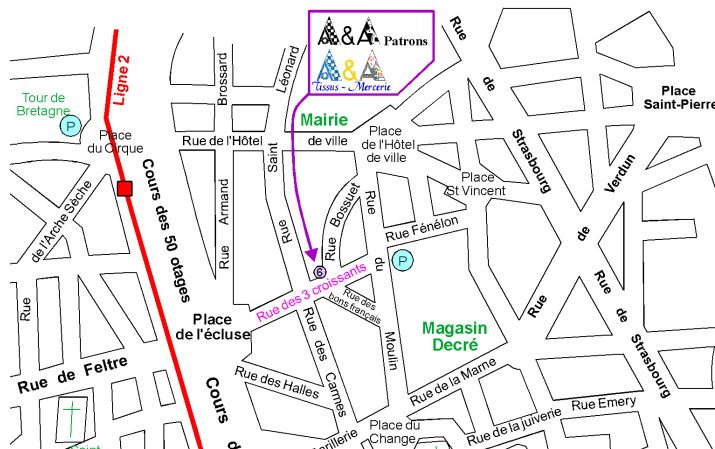 A & A Patrons
A & A
Tissus - Mercerie
Ligne 2
Tour de
Bretagne
P
Place
du Cirque
Cours des 50 otages
Rue de l'Arche Sèche
Rue de Feltre
Cours
Rue Armand
Brossard
Rue Saint
Léonard
Rue de l'Hôtel
de ville
Mairie
Place
de l'Hôtel
de ville
Rue
de
Strasbourg
Rue
de
Strasbourg
Place
Saint-Pierre
Rue
de
Verdun
Place
St Vincent
Rue Fénélon
Rue Bossuet
Rue
du
Moulin
P
6
Rue des 3 croissants
Rue des
bons français
Place
de l'écluse
Magasin
Decré
Rue des Carmes
Rue des Halles
Rue de la Marne
Rue Emery
Rue de la juiverie
Place du
Change